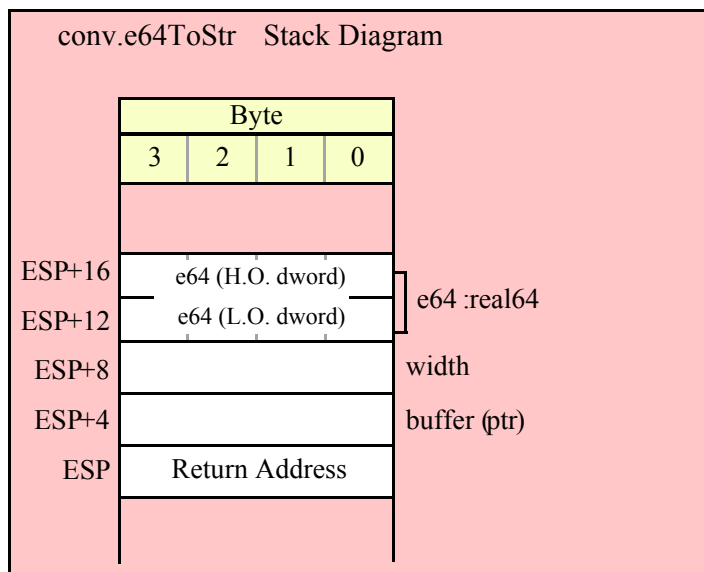 conv.e64ToStr Stack Diagram
Byte
3 2 1 0
ESP+16 e64 (H.O. dword)
e64 :real64
ESP+12 e64 (L.O. dword)
ESP+8 width
ESP+4 buffer (ptr)
ESP Return Address